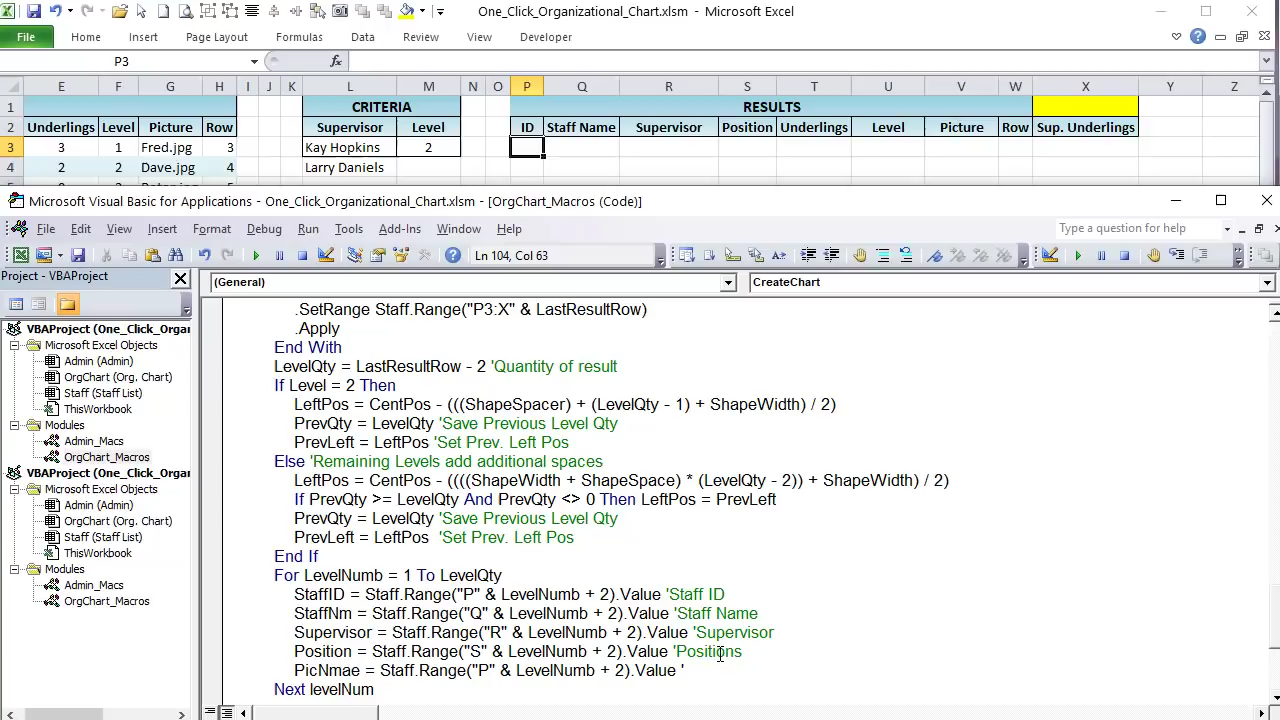 One_Click_Organizational_Chart.xlsm - Microsoft Excel
File Home Insert Page Layout Formulas Data Review View Developer
P3 fx
E F G H I J K L M N O P Q R S T U V W X Y Z
1 CRITERIA RESULTS
2 Underlings Level Picture Row Supervisor Level ID Staff Name Supervisor Position Underlings Level Picture Row Sup. Underlings
3 3 1 Fred.jpg 3 Kay Hopkins 2
4 2 2 Dave.jpg 4 Larry Daniels
Microsoft Visual Basic for Applications - One_Click_Organizational_Chart.xlsm - [OrgChart_Macros (Code)]
File Edit View Insert Format Debug Run Tools Add-Ins Window Help Type a question for help
Ln 104, Col 63
Project - VBAProject
(General) CreateChart
VBAProject (One_Click_Organ
Microsoft Excel Objects
Admin (Admin)
OrgChart (Org. Chart)
Staff (Staff List)
ThisWorkbook
Modules
Admin_Macs
OrgChart_Macros
VBAProject (One_Click_Organ
Microsoft Excel Objects
Admin (Admin)
OrgChart (Org. Chart)
Staff (Staff List)
ThisWorkbook
Modules
Admin_Macs
OrgChart_Macros
.SetRange Staff.Range("P3:X" & LastResultRow)
.Apply
End With
LevelQty = LastResultRow - 2 'Quantity of result
If Level = 2 Then
LeftPos = CentPos - (((ShapeSpacer) + (LevelQty - 1) + ShapeWidth) / 2)
PrevQty = LevelQty 'Save Previous Level Qty
PrevLeft = LeftPos 'Set Prev. Left Pos
Else 'Remaining Levels add additional spaces
LeftPos = CentPos - ((((ShapeWidth + ShapeSpace) * (LevelQty - 2)) + ShapeWidth) / 2)
If PrevQty >= LevelQty And PrevQty <> 0 Then LeftPos = PrevLeft
PrevQty = LevelQty 'Save Previous Level Qty
PrevLeft = LeftPos 'Set Prev. Left Pos
End If
For LevelNumb = 1 To LevelQty
StaffID = Staff.Range("P" & LevelNumb + 2).Value 'Staff ID
StaffNm = Staff.Range("Q" & LevelNumb + 2).Value 'Staff Name
Supervisor = Staff.Range("R" & LevelNumb + 2).Value 'Supervisor
Position = Staff.Range("S" & LevelNumb + 2).Value 'Positions
PicNmae = Staff.Range("P" & LevelNumb + 2).Value '
Next levelNum